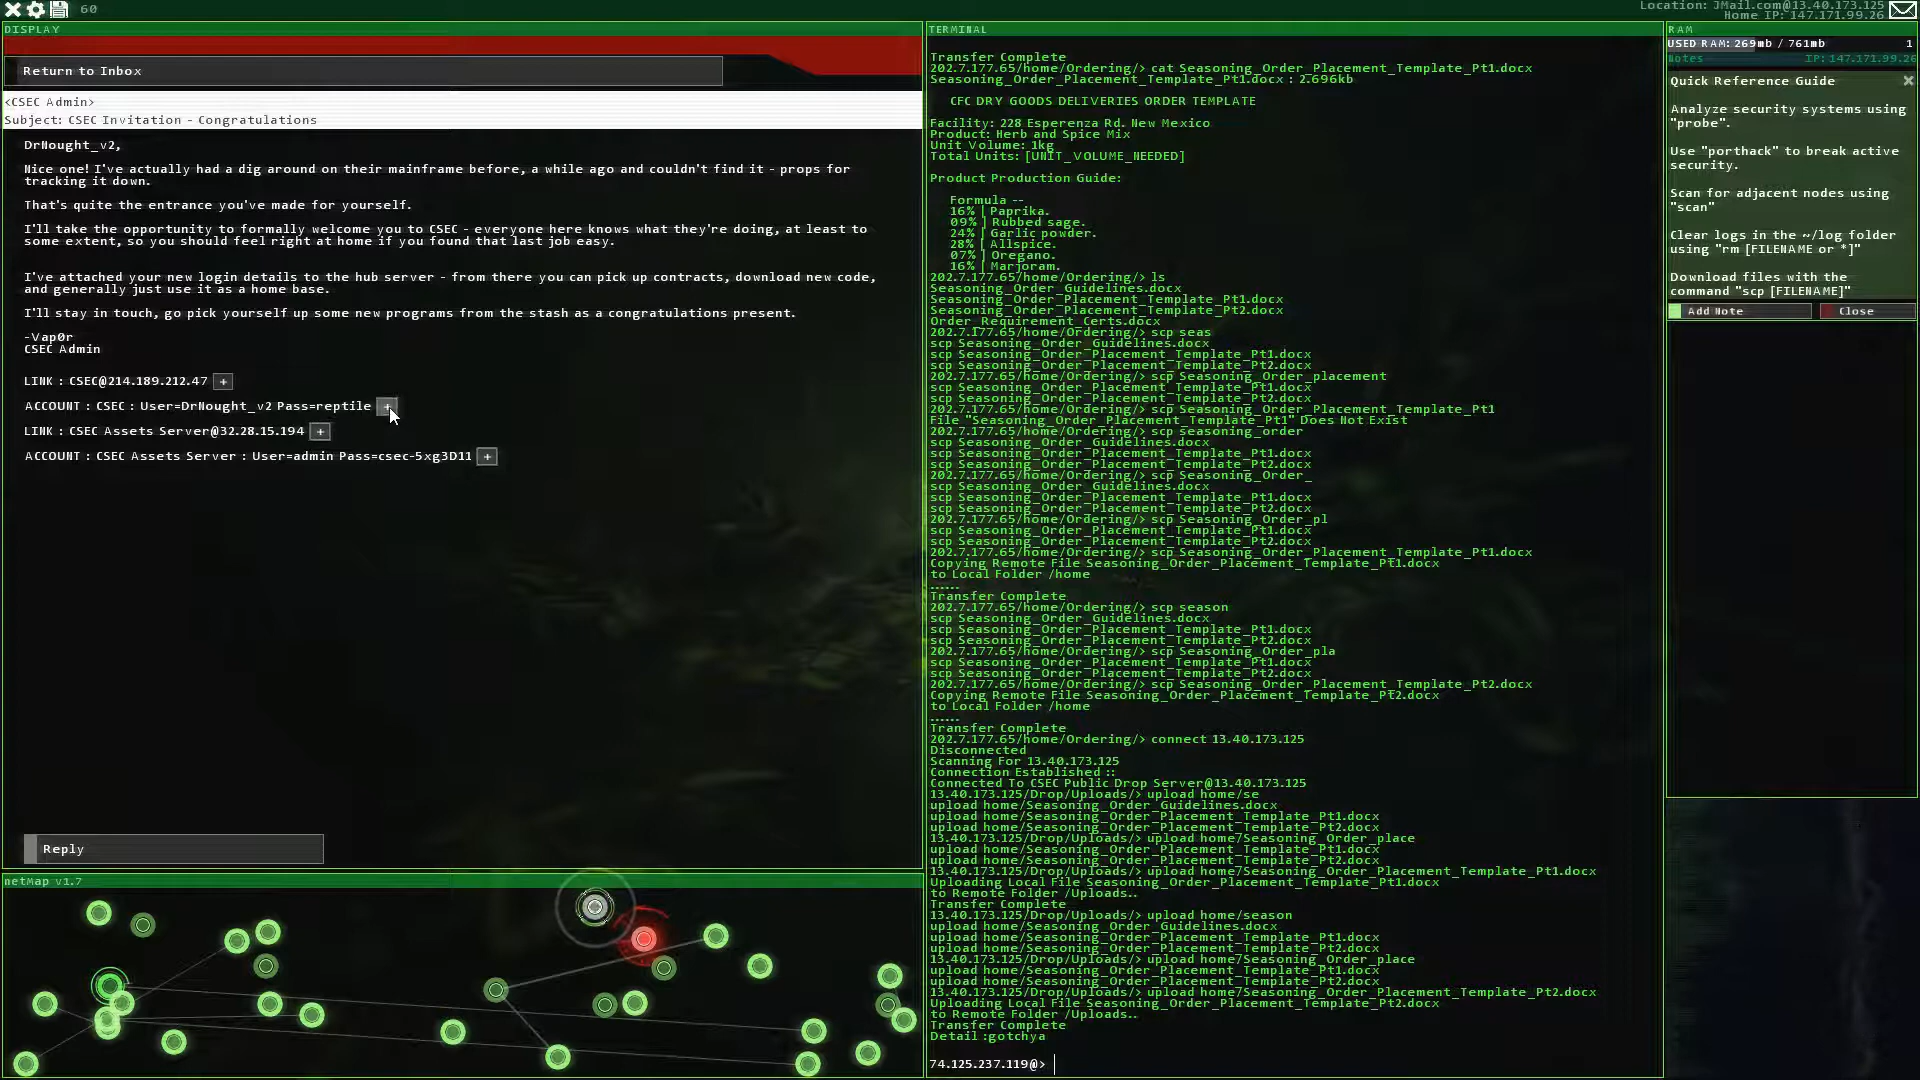 60
Location: JMail.com@13.40.173.125
Home IP: 147.171.99.26
DISPLAY
Return to Inbox
<CSEC Admin>
Subject: CSEC Invitation - Congratulations
DrNought_v2,
Nice one! I've actually had a dig around on their mainframe before, a while ago and couldn't find it - props for
tracking it down.
That's quite the entrance you've made for yourself.
I'll take the opportunity to formally welcome you to CSEC - everyone here knows what they're doing, at least to
some extent, so you should feel right at home if you found that last job easy.
I've attached your new login details to the hub server - from there you can pick up contracts, download new code,
and generally just use it as a home base.
I'll stay in touch, go pick yourself up some new programs from the stash as a congratulations present.
-Vap0r
CSEC Admin
LINK : CSEC@214.189.212.47 +
ACCOUNT : CSEC : User=DrNought_v2 Pass=reptile +
LINK : CSEC Assets Server@32.28.15.194 +
ACCOUNT : CSEC Assets Server : User=admin Pass=csec-5xg3D11 +
Reply
netMap v1.7
TERMINAL
Transfer Complete
202.7.177.65/home/Ordering/> cat Seasoning_Order_Placement_Template_Pt1.docx
Seasoning_Order_Placement_Template_Pt1.docx : 2.696kb
CFC DRY GOODS DELIVERIES ORDER TEMPLATE
Facility: 228 Esperenza Rd. New Mexico
Product: Herb and Spice Mix
Unit Volume: 1kg
Total Units: [UNIT_VOLUME_NEEDED]
Product Production Guide:
Formula --
16% | Paprika.
09% | Rubbed sage.
24% | Garlic powder.
28% | Allspice.
07% | Oregano.
16% | Marjoram.
202.7.177.65/home/Ordering/> ls
Seasoning_Order_Guidelines.docx
Seasoning_Order_Placement_Template_Pt1.docx
Seasoning_Order_Placement_Template_Pt2.docx
Order_Requirement_Certs.docx
202.7.177.65/home/Ordering/> scp seas
scp Seasoning_Order_Guidelines.docx
scp Seasoning_Order_Placement_Template_Pt1.docx
scp Seasoning_Order_Placement_Template_Pt2.docx
202.7.177.65/home/Ordering/> scp Seasoning_Order_placement
scp Seasoning_Order_Placement_Template_Pt1.docx
scp Seasoning_Order_Placement_Template_Pt2.docx
202.7.177.65/home/Ordering/> scp Seasoning_Order_Placement_Template_Pt1
File "Seasoning_Order_Placement_Template_Pt1" Does Not Exist
202.7.177.65/home/Ordering/> scp seasoning_order
scp Seasoning_Order_Guidelines.docx
scp Seasoning_Order_Placement_Template_Pt1.docx
scp Seasoning_Order_Placement_Template_Pt2.docx
202.7.177.65/home/Ordering/> scp Seasoning_Order_
scp Seasoning_Order_Guidelines.docx
scp Seasoning_Order_Placement_Template_Pt1.docx
scp Seasoning_Order_Placement_Template_Pt2.docx
202.7.177.65/home/Ordering/> scp Seasoning_Order_pl
scp Seasoning_Order_Placement_Template_Pt1.docx
scp Seasoning_Order_Placement_Template_Pt2.docx
202.7.177.65/home/Ordering/> scp Seasoning_Order_Placement_Template_Pt1.docx
Copying Remote File Seasoning_Order_Placement_Template_Pt1.docx
to Local Folder /home
......
Transfer Complete
202.7.177.65/home/Ordering/> scp season
scp Seasoning_Order_Guidelines.docx
scp Seasoning_Order_Placement_Template_Pt1.docx
scp Seasoning_Order_Placement_Template_Pt2.docx
202.7.177.65/home/Ordering/> scp Seasoning_Order_pla
scp Seasoning_Order_Placement_Template_Pt1.docx
scp Seasoning_Order_Placement_Template_Pt2.docx
202.7.177.65/home/Ordering/> scp Seasoning_Order_Placement_Template_Pt2.docx
Copying Remote File Seasoning_Order_Placement_Template_Pt2.docx
to Local Folder /home
......
Transfer Complete
202.7.177.65/home/Ordering/> connect 13.40.173.125
Disconnected
Scanning For 13.40.173.125
Connection Established ::
Connected To CSEC Public Drop Server@13.40.173.125
13.40.173.125/Drop/Uploads/> upload home/se
upload home/Seasoning_Order_Guidelines.docx
upload home/Seasoning_Order_Placement_Template_Pt1.docx
upload home/Seasoning_Order_Placement_Template_Pt2.docx
13.40.173.125/Drop/Uploads/> upload home/Seasoning_Order_place
upload home/Seasoning_Order_Placement_Template_Pt1.docx
upload home/Seasoning_Order_Placement_Template_Pt2.docx
13.40.173.125/Drop/Uploads/> upload home/Seasoning_Order_Placement_Template_Pt1.docx
Uploading Local File Seasoning_Order_Placement_Template_Pt1.docx
to Remote Folder /Uploads..
Transfer Complete
13.40.173.125/Drop/Uploads/> upload home/season
upload home/Seasoning_Order_Guidelines.docx
upload home/Seasoning_Order_Placement_Template_Pt1.docx
upload home/Seasoning_Order_Placement_Template_Pt2.docx
13.40.173.125/Drop/Uploads/> upload home/Seasoning_Order_place
upload home/Seasoning_Order_Placement_Template_Pt1.docx
upload home/Seasoning_Order_Placement_Template_Pt2.docx
13.40.173.125/Drop/Uploads/> upload home/Seasoning_Order_Placement_Template_Pt2.docx
Uploading Local File Seasoning_Order_Placement_Template_Pt2.docx
to Remote Folder /Uploads..
Transfer Complete
Detail :gotchya
74.125.237.119@>
RAM
USED RAM: 269mb / 761mb 1
Notes IP: 147.171.99.26
Quick Reference Guide
Analyze security systems using
"probe".
Use "porthack" to break active
security.
Scan for adjacent nodes using
"scan"
Clear logs in the ~/log folder
using "rm [FILENAME or *]"
Download files with the
command "scp [FILENAME]"
Add Note Close